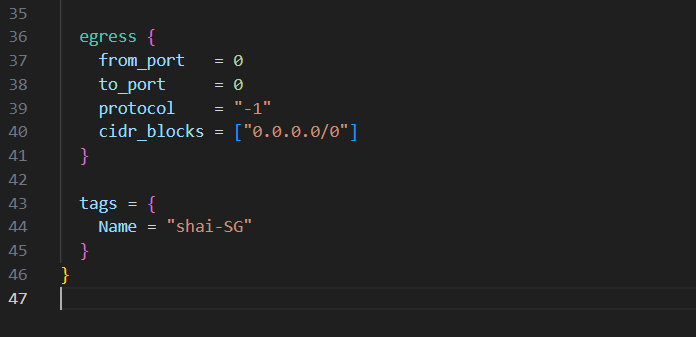 35
36 egress {
37 from_port = 0
38 to_port = 0
39 protocol = "-1"
40 cidr_blocks = ["0.0.0.0/0"]
41 }
42
43 tags = {
44 Name = "shai-SG"
45 }
46 }
47